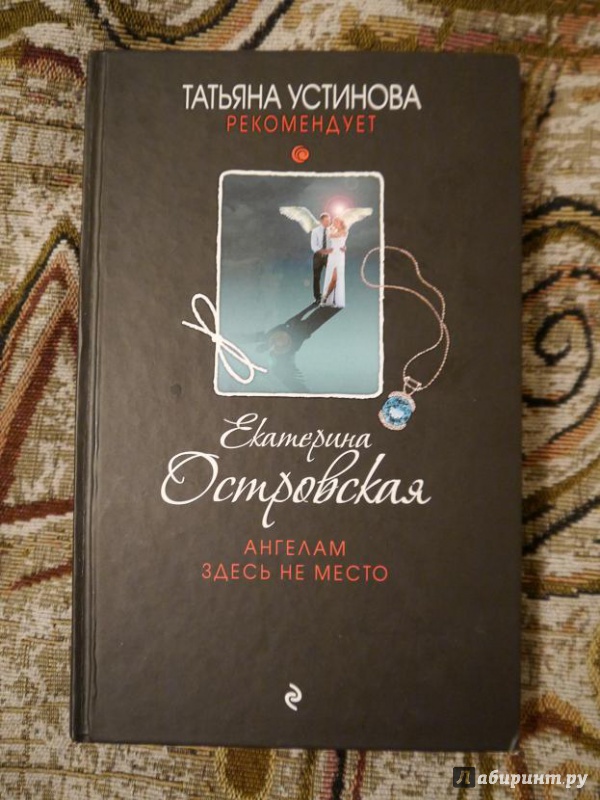 ТАТЬЯНА УСТИНОВА
РЕКОМЕНДУЕТ
Екатерина
Островская
АНГЕЛАМ
ЗДЕСЬ НЕ МЕСТО
Лабиринт.ру